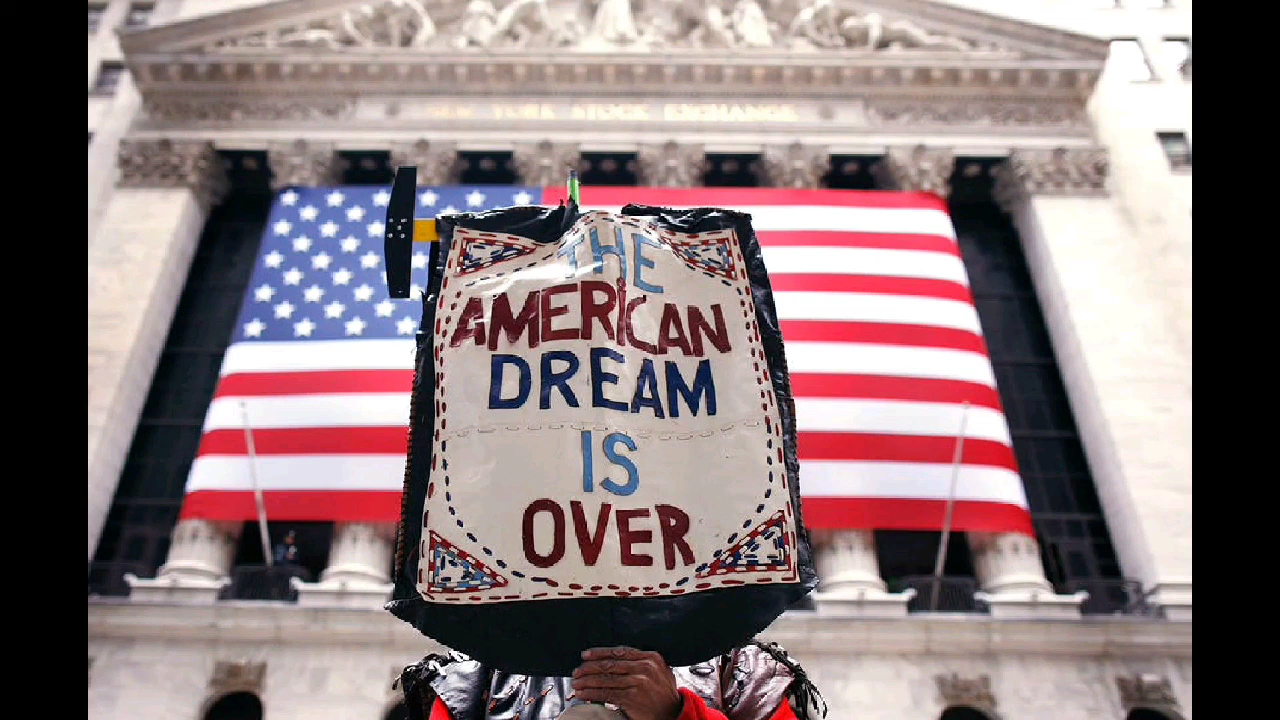 NEW YORK STOCK EXCHANGE
THE
AMERICAN
DREAM
IS
OVER